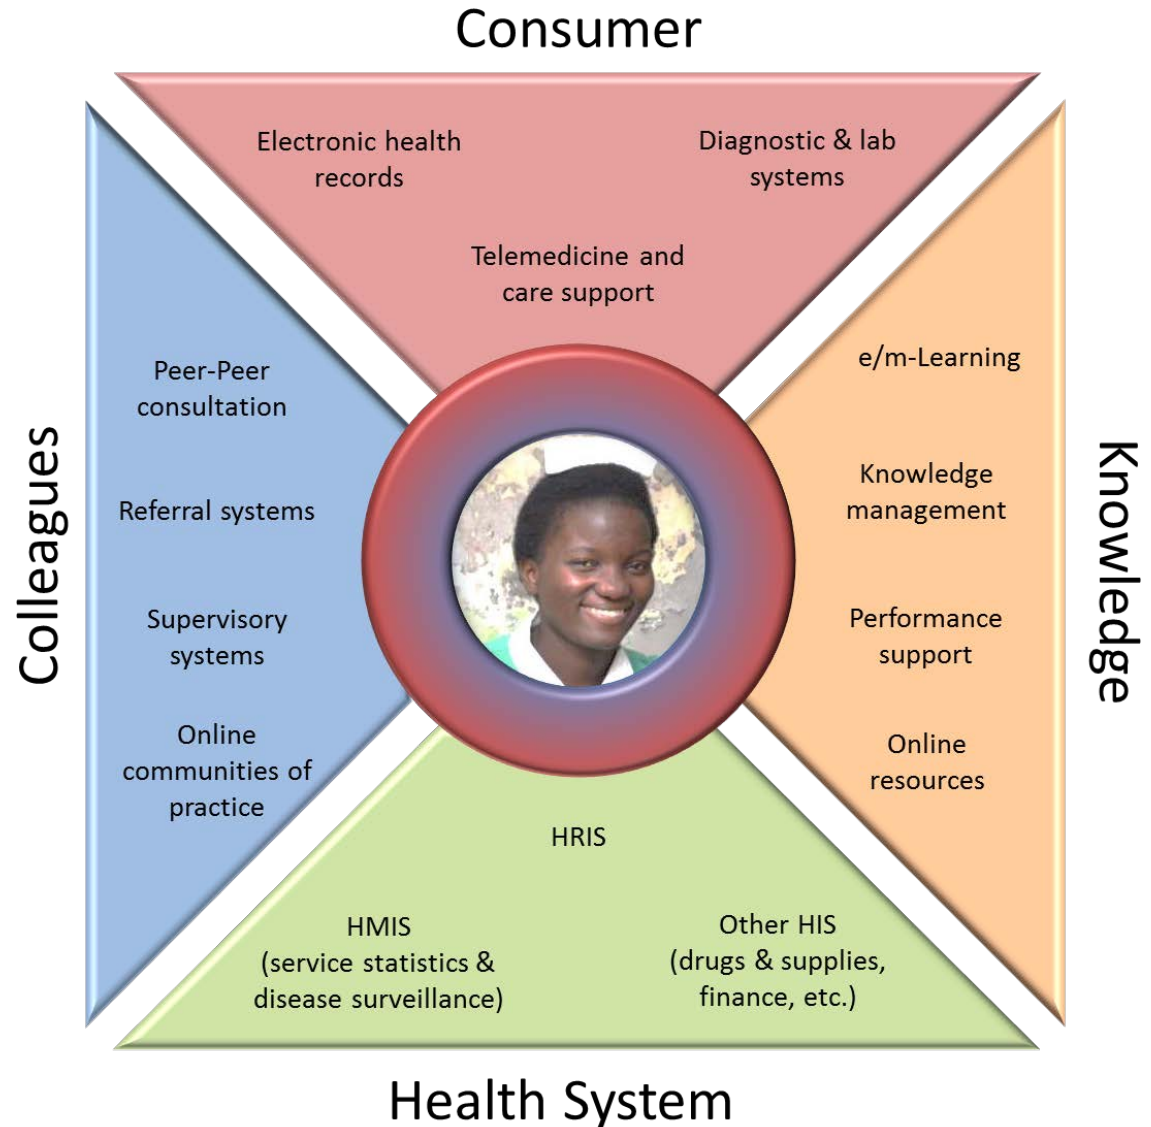 Consumer
Electronic health
records
Diagnostic & lab
systems
Telemedicine and
care support
Colleagues
Peer-Peer
consultation
Referral systems
Supervisory
systems
Online
communities of
practice
Knowledge
e/m-Learning
Knowledge
management
Performance
support
Online
resources
HRIS
HMIS
(service statistics &
disease surveillance)
Other HIS
(drugs & supplies,
finance, etc.)
Health System